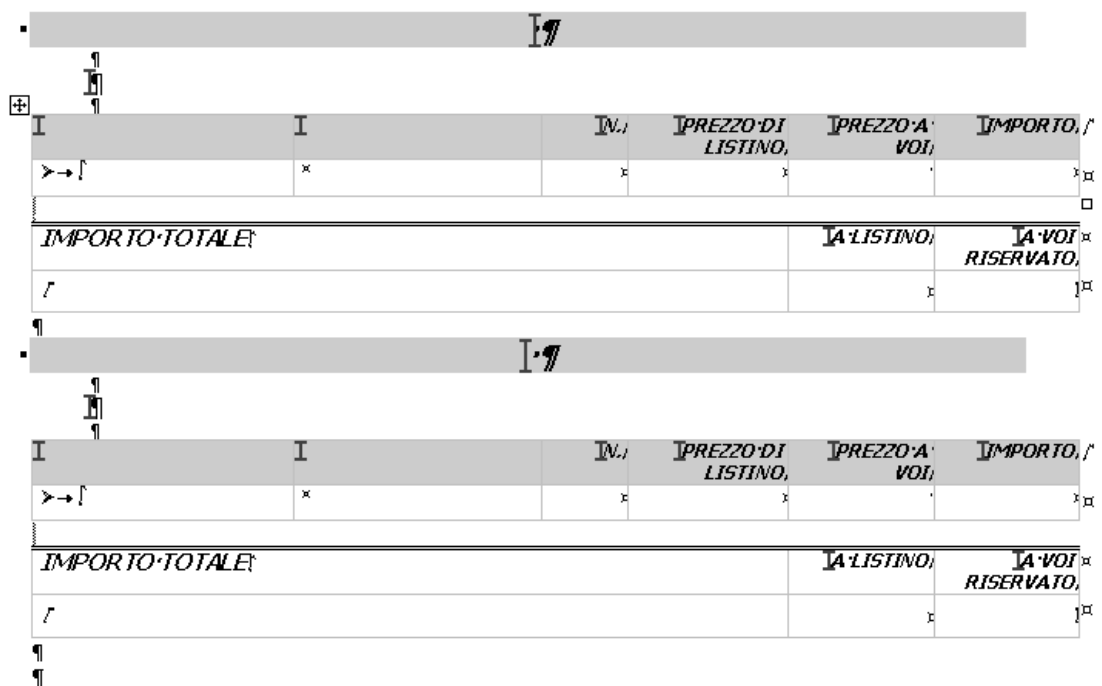 N. PREZZO DI LISTINO PREZZO A VOI IMPORTO
IMPORTO TOTALE A LISTINO A VOI RISERVATO
N. PREZZO DI LISTINO PREZZO A VOI IMPORTO
IMPORTO TOTALE A LISTINO A VOI RISERVATO